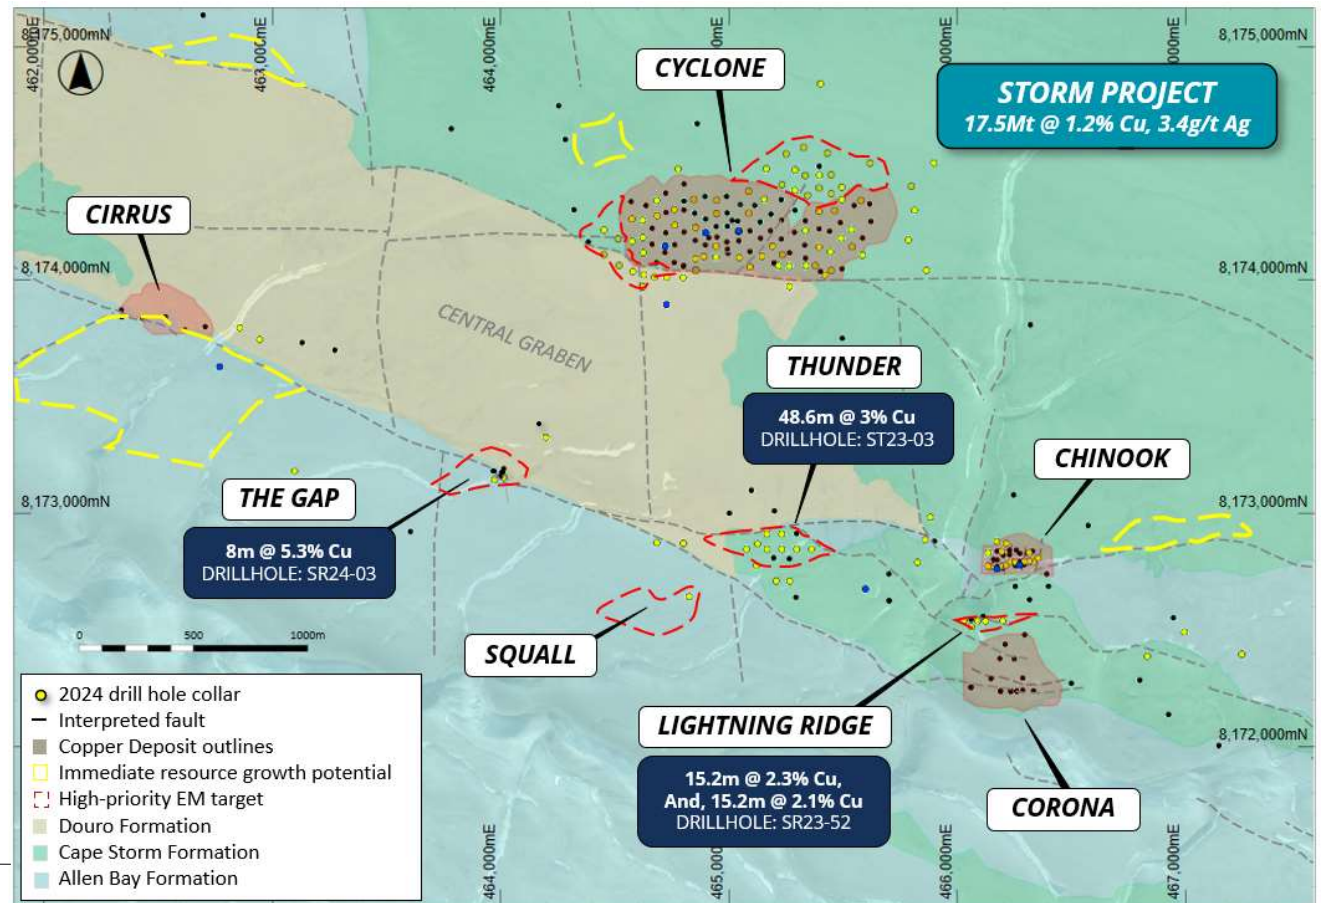 462,000mE
463,000mE
464,000mE
0mE
8,175,000mN
8,175,000mN
CYCLONE
STORM PROJECT
17.5Mt @ 1.2% Cu, 3.4g/t Ag
CIRRUS
8,174,000mN
8,174,000mN
CENTRAL GRABEN
THUNDER
48.6m @ 3% Cu
DRILLHOLE: ST23-03
CHINOOK
8,173,000mN
8,173,000mN
THE GAP
8m @ 5.3% Cu
DRILLHOLE: SR24-03
0 500 1000m
SQUALL
LIGHTNING RIDGE
15.2m @ 2.3% Cu,
And, 15.2m @ 2.1% Cu
DRILLHOLE: SR23-52
8,172,000mN
CORONA
2024 drill hole collar
Interpreted fault
Copper Deposit outlines
Immediate resource growth potential
High-priority EM target
Douro Formation
Cape Storm Formation
Allen Bay Formation
464,000mE
465,000mE
466,000mE
467,000mE